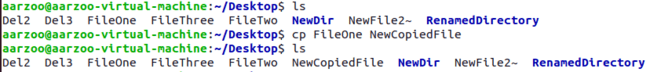 aarzoo@aarzoo-virtual-machine:~/Desktop$ ls
Del2  Del3  FileOne  FileThree  FileTwo  NewDir  NewFile2~  RenamedDirectory
aarzoo@aarzoo-virtual-machine:~/Desktop$ cp FileOne NewCopiedFile
aarzoo@aarzoo-virtual-machine:~/Desktop$ ls
Del2  Del3  FileOne  FileThree  FileTwo  NewCopiedFile  NewDir  NewFile2~  RenamedDirectory